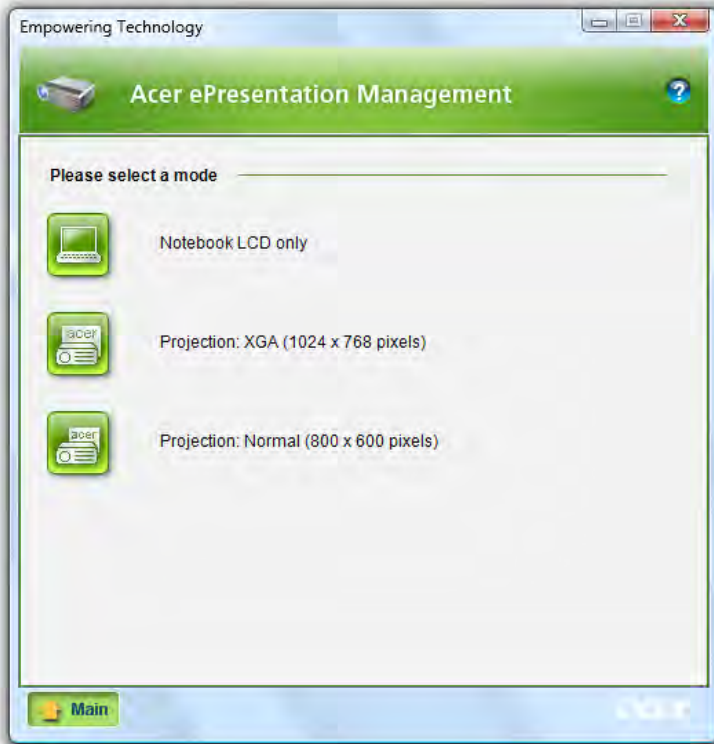 Empowering Technology
Acer ePresentation Management
?
Please select a mode
Notebook LCD only
acer
Projection: XGA (1024 x 768 pixels)
acer
Projection: Normal (800 x 600 pixels)
Main
acer